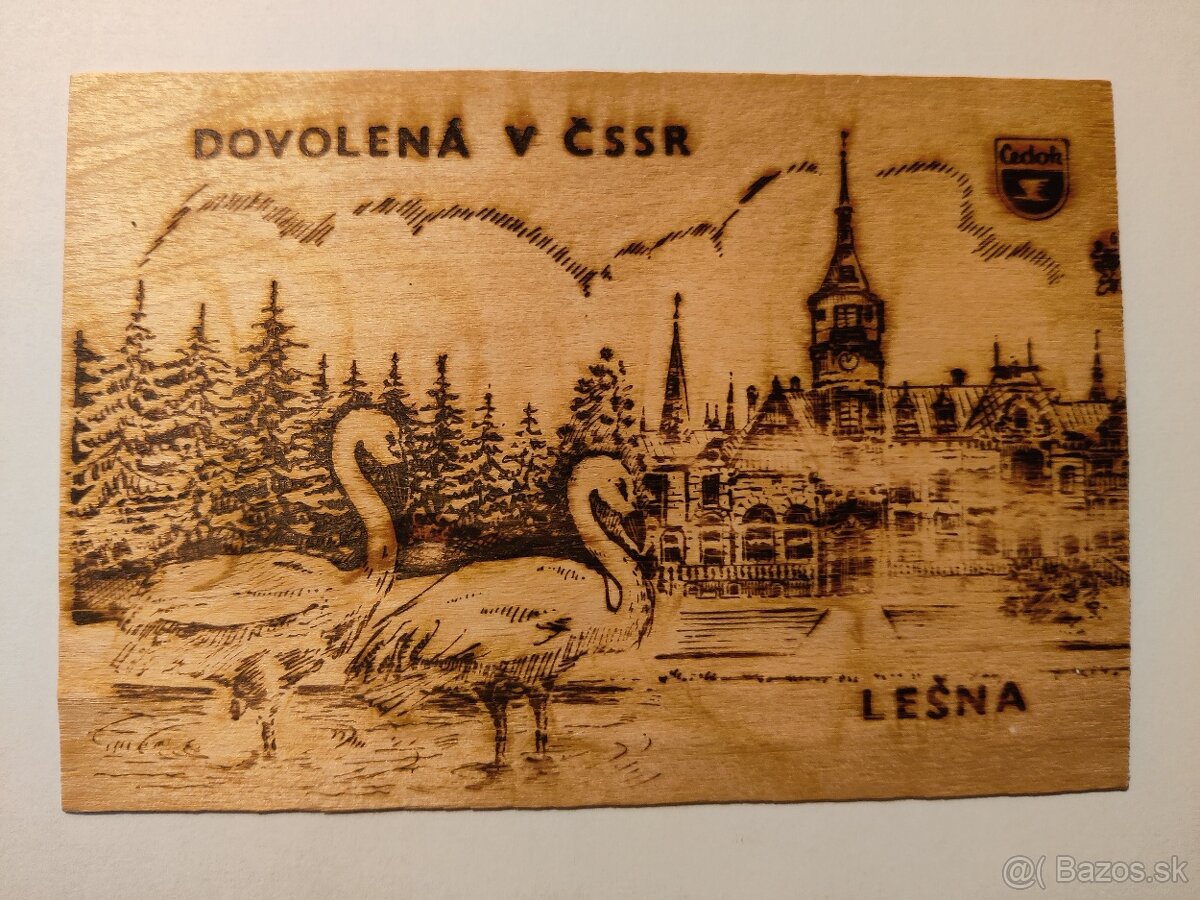 DOVOLENÁ V ČSSR
Čedok
LEŠNA
@( Bazos.sk